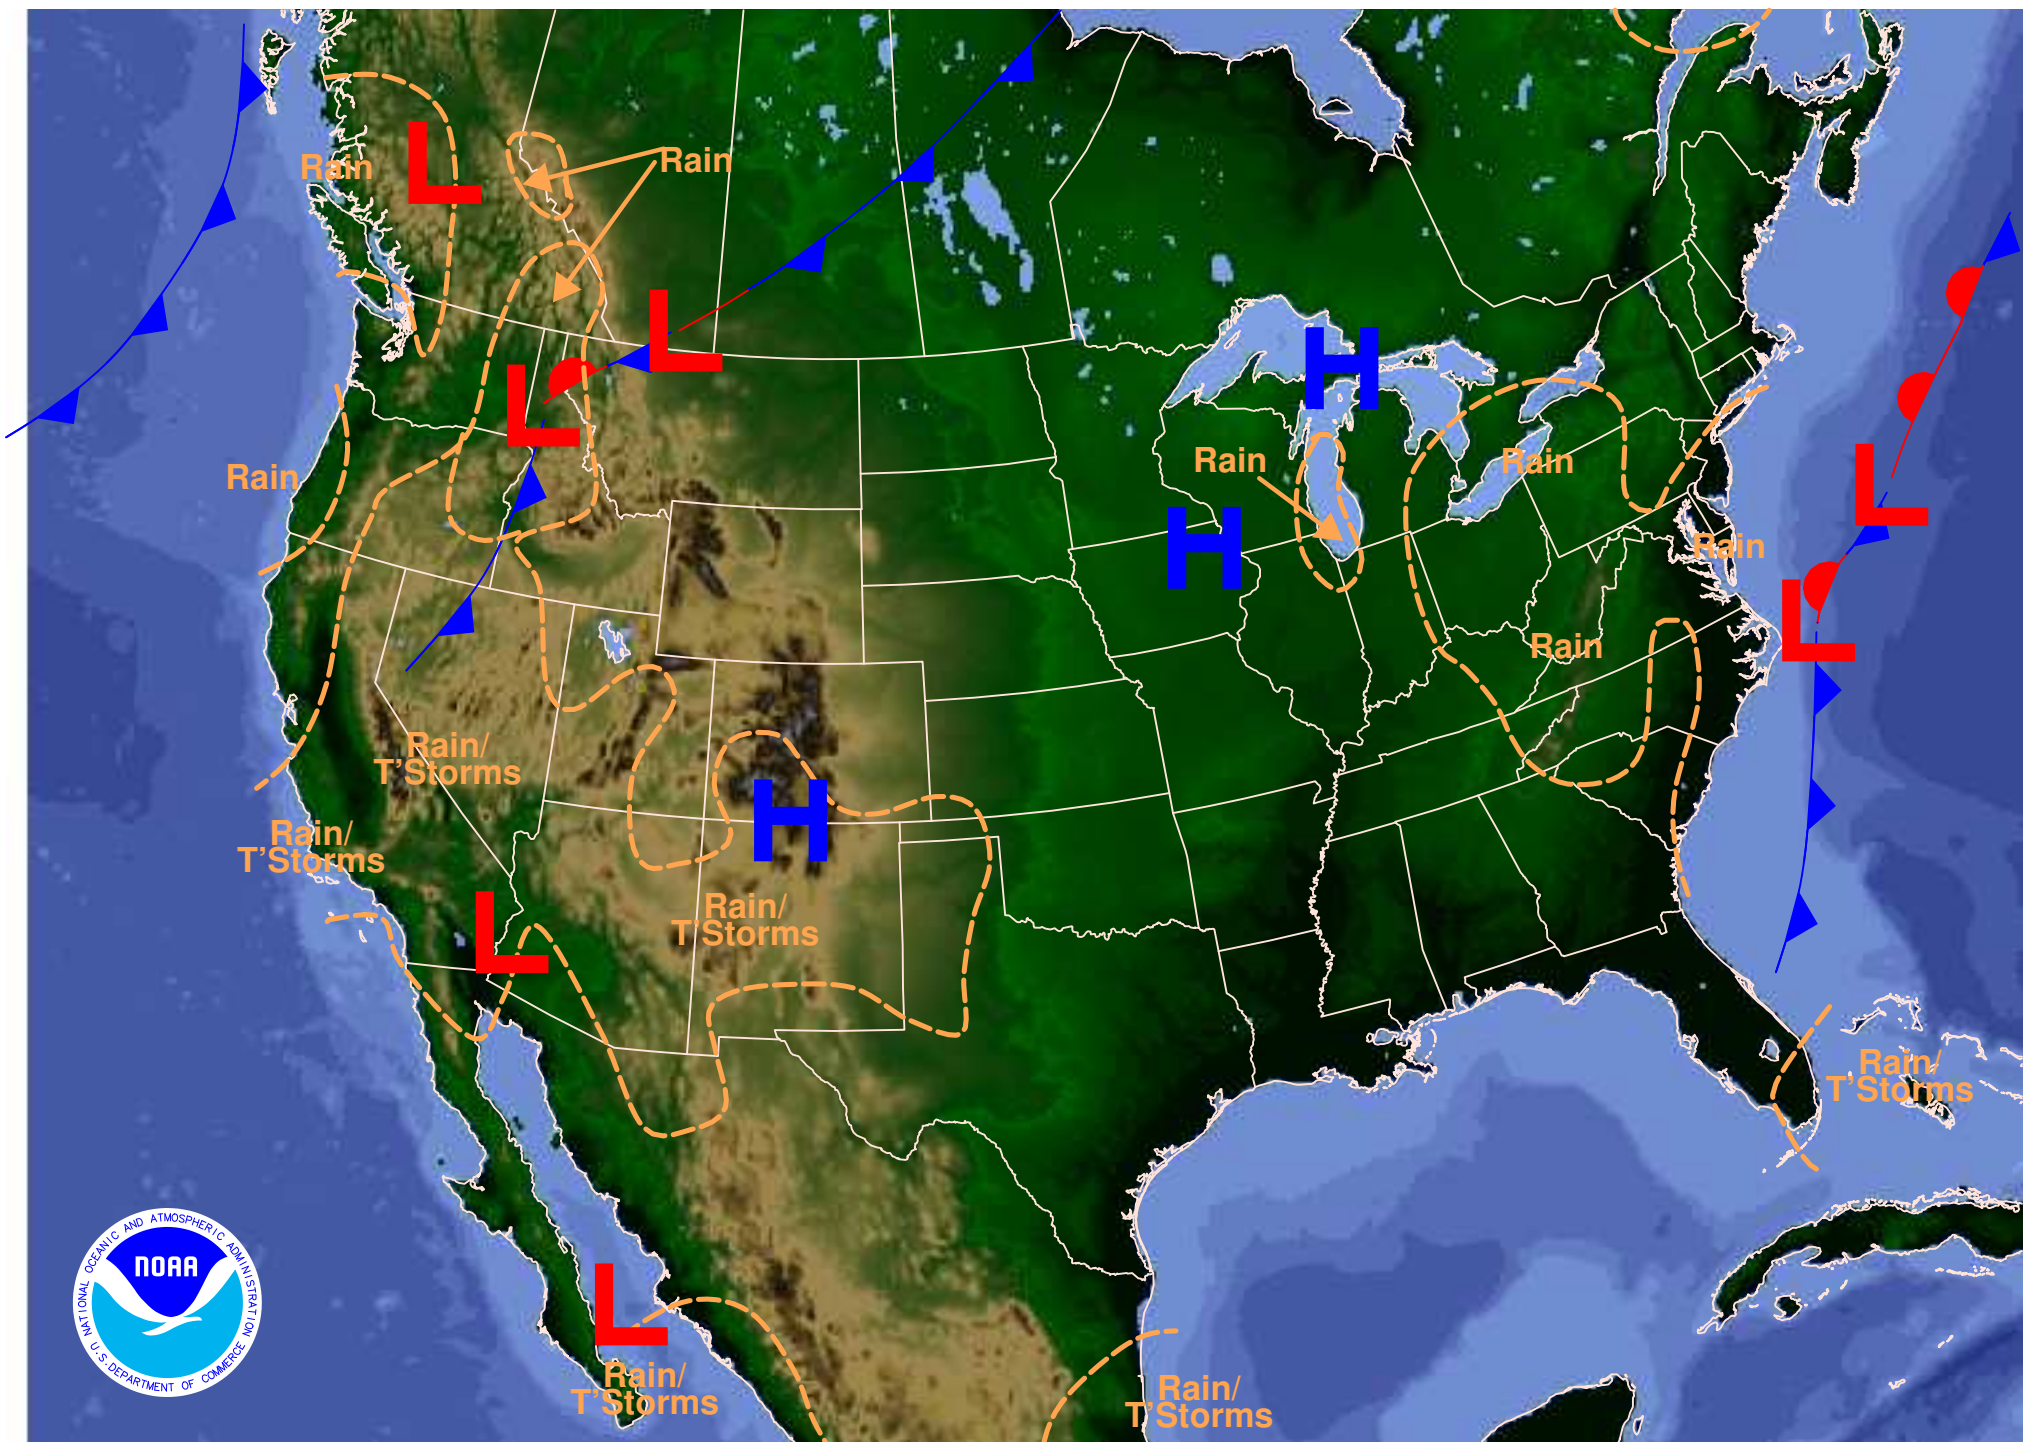 L
Rain
Rain
L
H
L
L
Rain
Rain
Rain
L
H
Rain
L
Rain
Rain/
T'Storms
H
Rain/
T'Storms
L
Rain/
T'Storms
Rain/
T'Storms
L
Rain/
T'Storms
Rain/
T'Storms
NATIONAL OCEANIC AND ATMOSPHERIC ADMINISTRATION
NOAA
U.S. DEPARTMENT OF COMMERCE